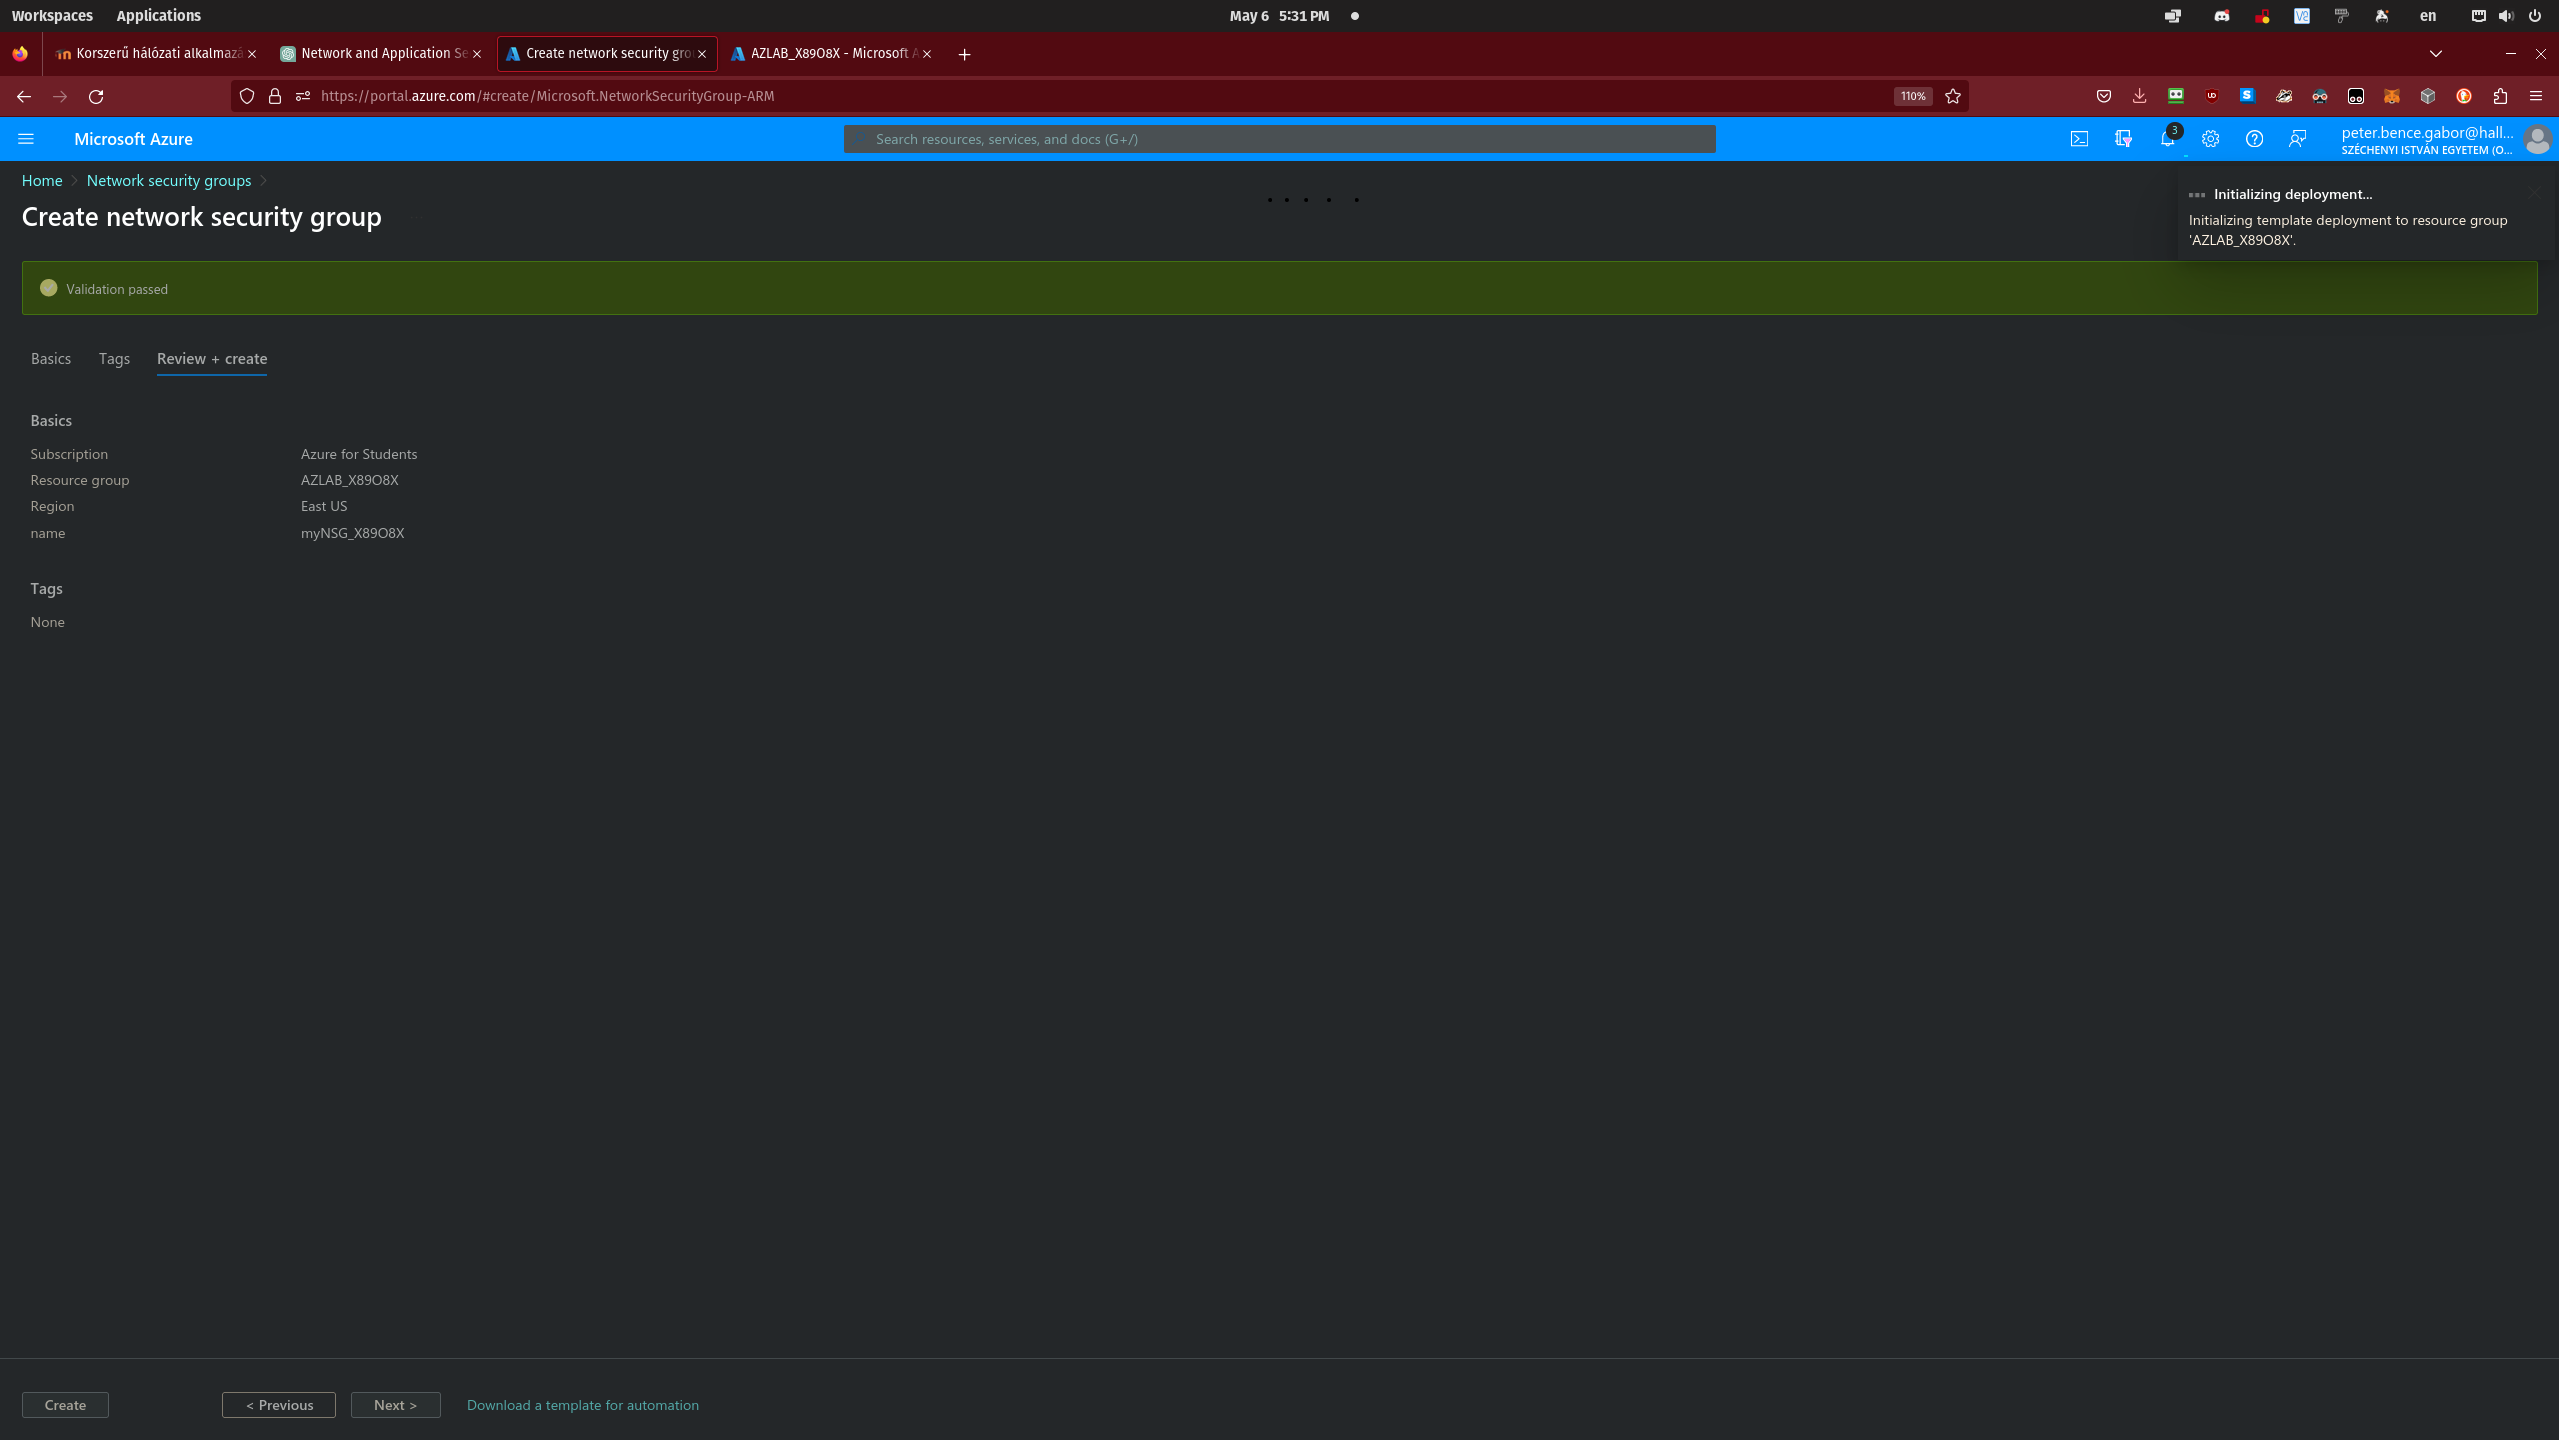 Workspaces Applications May 6 5:31 PM en
Korszerű hálózati alkalmazá Network and Application Se Create network security grou AZLAB_X89O8X - Microsoft A
https://portal.azure.com/#create/Microsoft.NetworkSecurityGroup-ARM 110%
Microsoft Azure Search resources, services, and docs (G+/) 3 peter.bence.gabor@hall...
SZÉCHENYI ISTVÁN EGYETEM (O...
Home Network security groups
Create network security group
Initializing deployment...
Initializing template deployment to resource group
'AZLAB_X89O8X'.
Validation passed
Basics Tags Review + create
Basics
Subscription Azure for Students
Resource group AZLAB_X89O8X
Region East US
name myNSG_X89O8X
Tags
None
Create < Previous Next > Download a template for automation